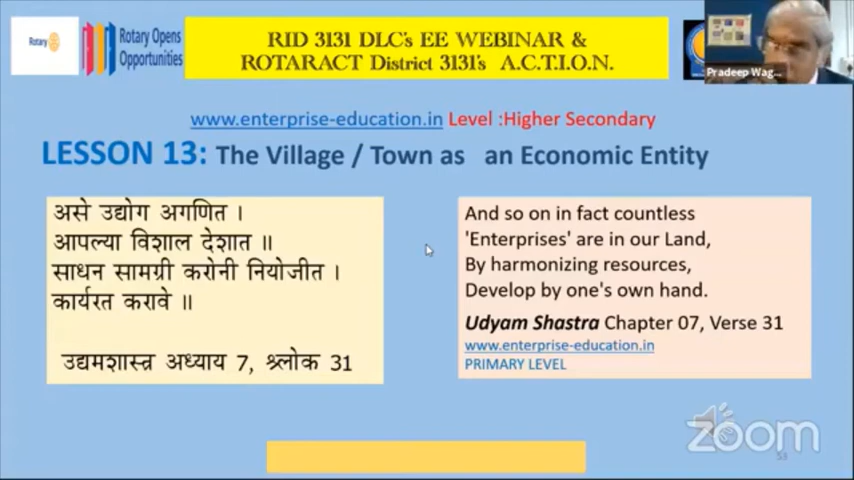 Rotary
Rotary Opens
Opportunities
RID 3131 DLC's EE WEBINAR &
ROTARACT District 3131's A.C.T.I.O.N.
Pradeep Wag...
www.enterprise-education.in Level :Higher Secondary
LESSON 13: The Village / Town as an Economic Entity
असे उद्योग अगणित ।
आपल्या विशाल देशात ॥
साधन सामग्री करोनी नियोजीत ।
कार्यरत करावे ॥
उद्यमशास्त्र अध्याय 7, श्र्लोक 31
And so on in fact countless
'Enterprises' are in our Land,
By harmonizing resources,
Develop by one's own hand.
Udyam Shastra Chapter 07, Verse 31
www.enterprise-education.in
PRIMARY LEVEL
zoom
53